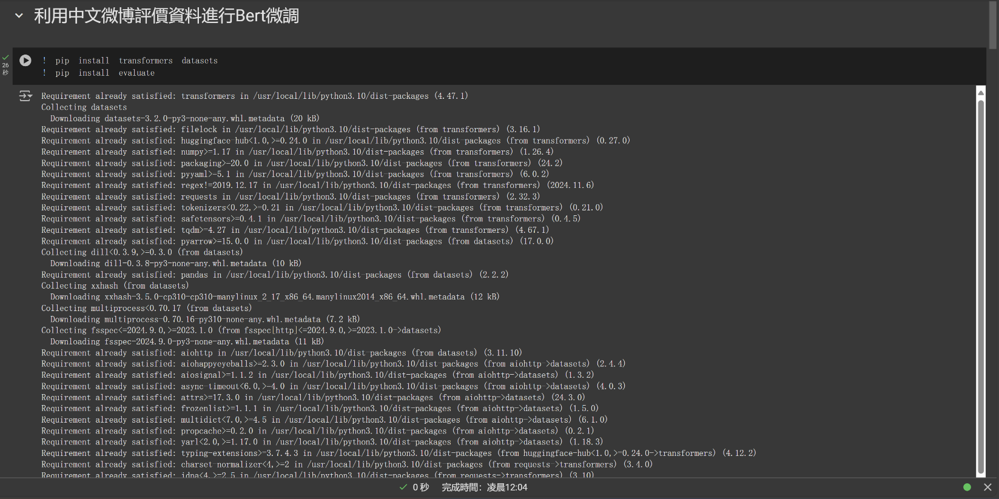 利用中文微博評價資料進行Bert微調
26
秒
! pip install transformers datasets
! pip install evaluate
Requirement already satisfied: transformers in /usr/local/lib/python3.10/dist-packages (4.47.1)
Collecting datasets
Downloading datasets-3.2.0-py3-none-any.whl.metadata (20 kB)
Requirement already satisfied: filelock in /usr/local/lib/python3.10/dist-packages (from transformers) (3.16.1)
Requirement already satisfied: huggingface-hub<1.0,>=0.24.0 in /usr/local/lib/python3.10/dist-packages (from transformers) (0.27.0)
Requirement already satisfied: numpy>=1.17 in /usr/local/lib/python3.10/dist-packages (from transformers) (1.26.4)
Requirement already satisfied: packaging>=20.0 in /usr/local/lib/python3.10/dist-packages (from transformers) (24.2)
Requirement already satisfied: pyyaml>=5.1 in /usr/local/lib/python3.10/dist-packages (from transformers) (6.0.2)
Requirement already satisfied: regex!=2019.12.17 in /usr/local/lib/python3.10/dist-packages (from transformers) (2024.11.6)
Requirement already satisfied: requests in /usr/local/lib/python3.10/dist-packages (from transformers) (2.32.3)
Requirement already satisfied: tokenizers<0.22,>=0.21 in /usr/local/lib/python3.10/dist-packages (from transformers) (0.21.0)
Requirement already satisfied: safetensors>=0.4.1 in /usr/local/lib/python3.10/dist-packages (from transformers) (0.4.5)
Requirement already satisfied: tqdm>=4.27 in /usr/local/lib/python3.10/dist-packages (from transformers) (4.67.1)
Requirement already satisfied: pyarrow>=15.0.0 in /usr/local/lib/python3.10/dist-packages (from datasets) (17.0.0)
Collecting dill<0.3.9,>=0.3.0 (from datasets)
Downloading dill-0.3.8-py3-none-any.whl.metadata (10 kB)
Requirement already satisfied: pandas in /usr/local/lib/python3.10/dist-packages (from datasets) (2.2.2)
Collecting xxhash (from datasets)
Downloading xxhash-3.5.0-cp310-cp310-manylinux_2_17_x86_64.manylinux2014_x86_64.whl.metadata (12 kB)
Collecting multiprocess<0.70.17 (from datasets)
Downloading multiprocess-0.70.16-py310-none-any.whl.metadata (7.2 kB)
Collecting fsspec<=2024.9.0,>=2023.1.0 (from fsspec[http]<=2024.9.0,>=2023.1.0->datasets)
Downloading fsspec-2024.9.0-py3-none-any.whl.metadata (11 kB)
Requirement already satisfied: aiohttp in /usr/local/lib/python3.10/dist-packages (from datasets) (3.11.10)
Requirement already satisfied: aiohappyeyeballs>=2.3.0 in /usr/local/lib/python3.10/dist-packages (from aiohttp->datasets) (2.4.4)
Requirement already satisfied: aiosignal>=1.1.2 in /usr/local/lib/python3.10/dist-packages (from aiohttp->datasets) (1.3.2)
Requirement already satisfied: async-timeout<6.0,>=4.0 in /usr/local/lib/python3.10/dist-packages (from aiohttp->datasets) (4.0.3)
Requirement already satisfied: attrs>=17.3.0 in /usr/local/lib/python3.10/dist-packages (from aiohttp->datasets) (24.3.0)
Requirement already satisfied: frozenlist>=1.1.1 in /usr/local/lib/python3.10/dist-packages (from aiohttp->datasets) (1.5.0)
Requirement already satisfied: multidict<7.0,>=4.5 in /usr/local/lib/python3.10/dist-packages (from aiohttp->datasets) (6.1.0)
Requirement already satisfied: propcache>=0.2.0 in /usr/local/lib/python3.10/dist-packages (from aiohttp->datasets) (0.2.1)
Requirement already satisfied: yarl<2.0,>=1.17.0 in /usr/local/lib/python3.10/dist-packages (from aiohttp->datasets) (1.18.3)
Requirement already satisfied: typing-extensions>=3.7.4.3 in /usr/local/lib/python3.10/dist-packages (from huggingface-hub<1.0,>=0.24.0->transformers) (4.12.2)
Requirement already satisfied: charset-normalizer<4,>=2 in /usr/local/lib/python3.10/dist-packages (from requests->transformers) (3.4.0)
Requirement already satisfied: idna<4,>=2.5 in /usr/local/lib/python3.10/dist-packages (from requests->transformers) (3.10)
0 秒 完成時間: 凌晨12:04